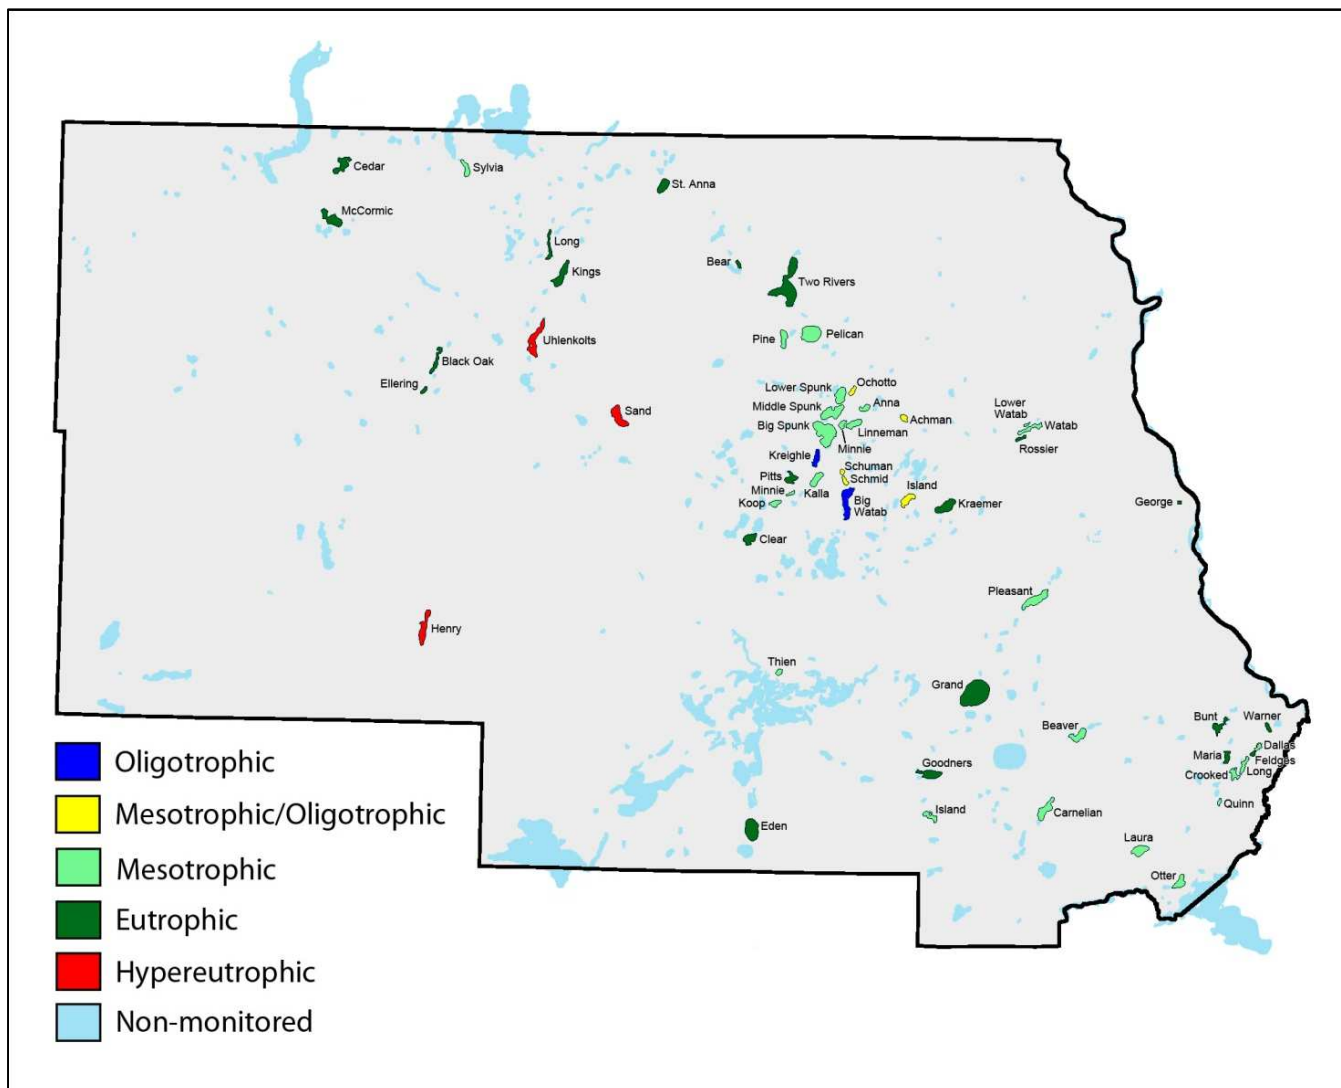 Cedar
Sylvia
St. Anna
McCormic
Long
Kings
Bear
Two Rivers
Uhlenkolts
Pine
Pelican
Black Oak
Ellering
Lower Spunk
Ochotto
Middle Spunk
Anna
Sand
Achman
Lower
Watab
Watab
Big Spunk
Linneman
Minnie
Rossier
Kreighle
Schuman
Schmid
Pitts
Minnie
Kalla
Koop
Big
Watab
Island
Kraemer
George
Clear
Pleasant
Henry
Thien
Grand
Beaver
Bunt
Warner
Dallas
Maria
Feldges
Crooked
Long
Goodners
Quinn
Island
Carnelian
Eden
Laura
Otter
Oligotrophic
Mesotrophic/Oligotrophic
Mesotrophic
Eutrophic
Hypereutrophic
Non-monitored